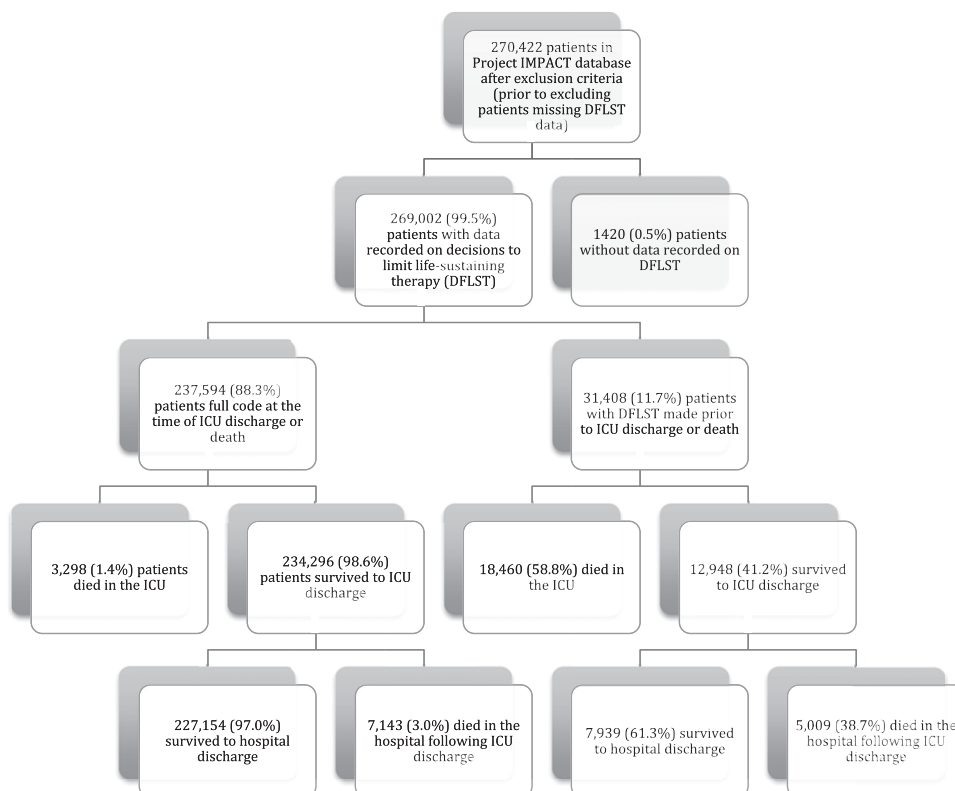 270,422 patients in
Project IMPACT database
after exclusion criteria
(prior to excluding
patients missing DFLST
data)
269,002 (99.5%)
patients with data
recorded on decisions to
limit life-sustaining
therapy (DFLST)
1420 (0.5%) patients
without data recorded on
DFLST
237,594 (88.3%)
patients full code at the
time of ICU discharge or
death
31,408 (11.7%) patients
with DFLST made prior
to ICU discharge or death
3,298 (1.4%) patients
died in the ICU
234,296 (98.6%)
patients survived to ICU
discharge
18,460 (58.8%) died in
the ICU
12,948 (41.2%) survived
to ICU discharge
227,154 (97.0%)
survived to hospital
discharge
7,143 (3.0%) died in the
hospital following ICU
discharge
7,939 (61.3%) survived
to hospital discharge
5,009 (38.7%) died in the
hospital following ICU
discharge